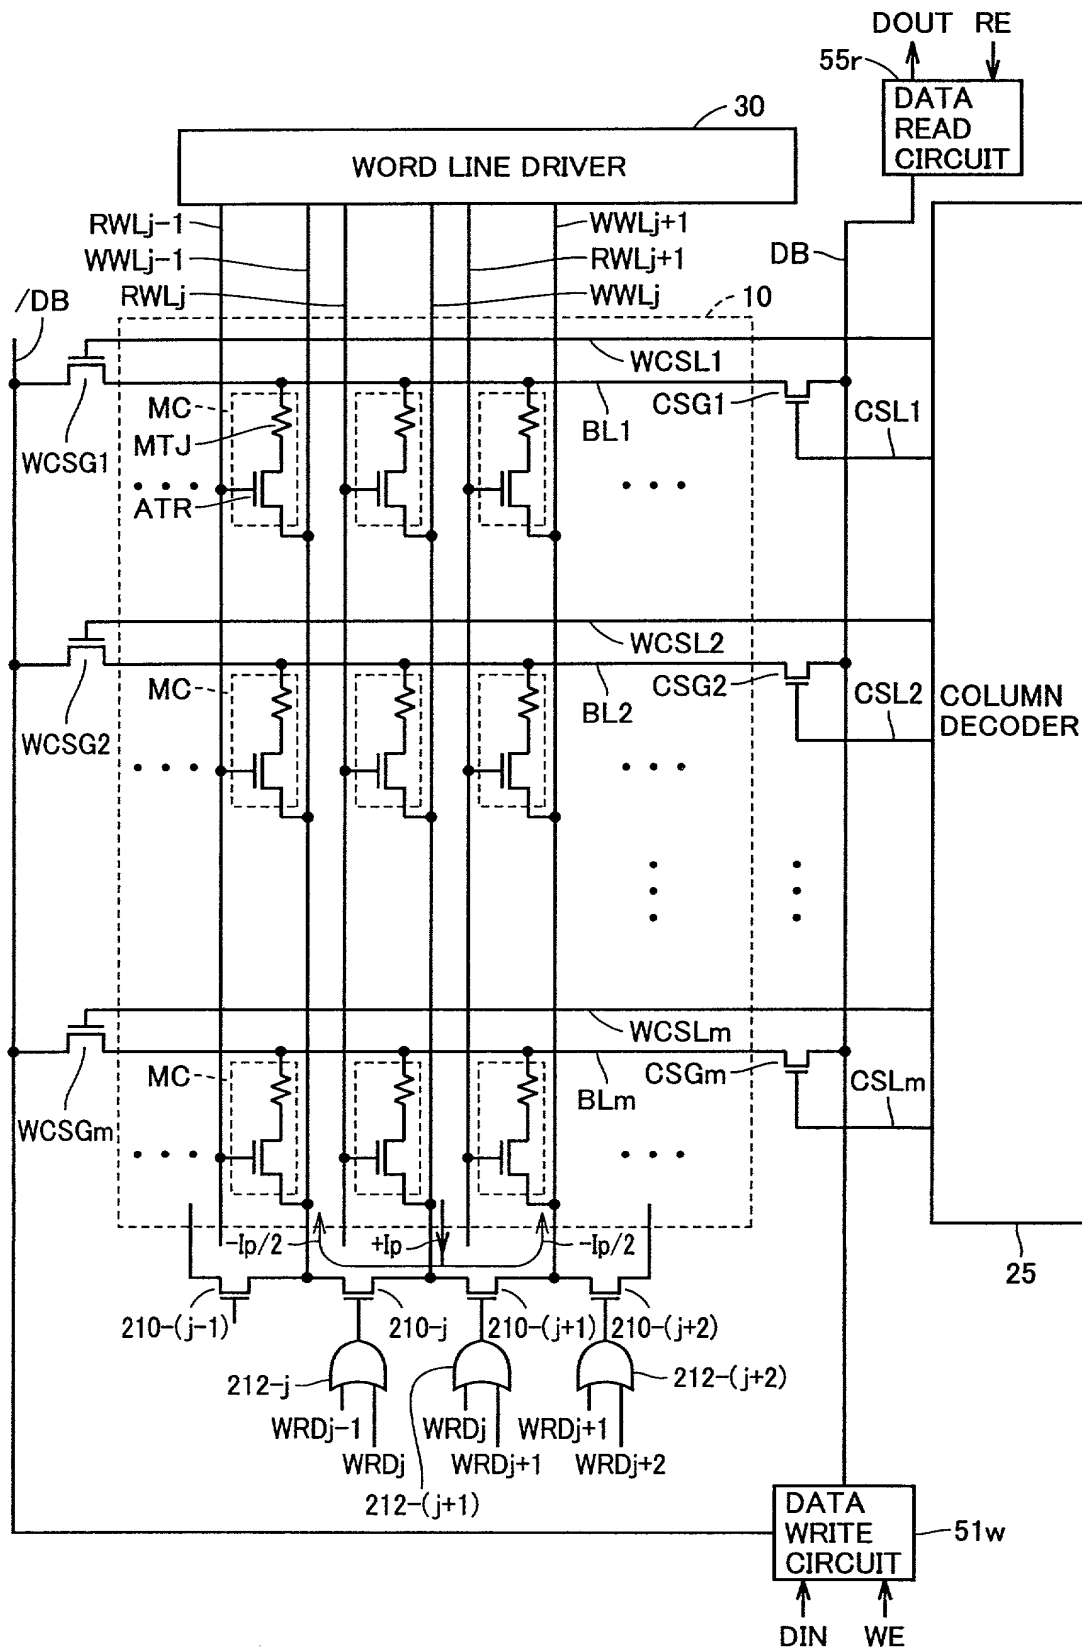 DOUT RE
55r
DATA
READ
CIRCUIT
30
WORD LINE DRIVER
RWLj-1
WWLj+1
WWLj-1
RWLj+1
DB
RWLj
WWLj
/DB
10
WCSL1
MC
CSG1
CSL1
MTJ
BL1
WCSG1
ATR
WCSL2
MC
CSG2
CSL2
BL2
WCSG2
COLUMN
DECODER
WCSLm
MC
CSGm
CSLm
BLm
WCSGm
-Ip/2
+Ip
-Ip/2
25
210-(j-1)
210-j
210-(j+1)
210-(j+2)
212-j
212-(j+2)
WRDj-1
WRDj
WRDj+1
WRDj
WRDj+1
WRDj+2
212-(j+1)
DATA
WRITE
CIRCUIT
51w
DIN WE